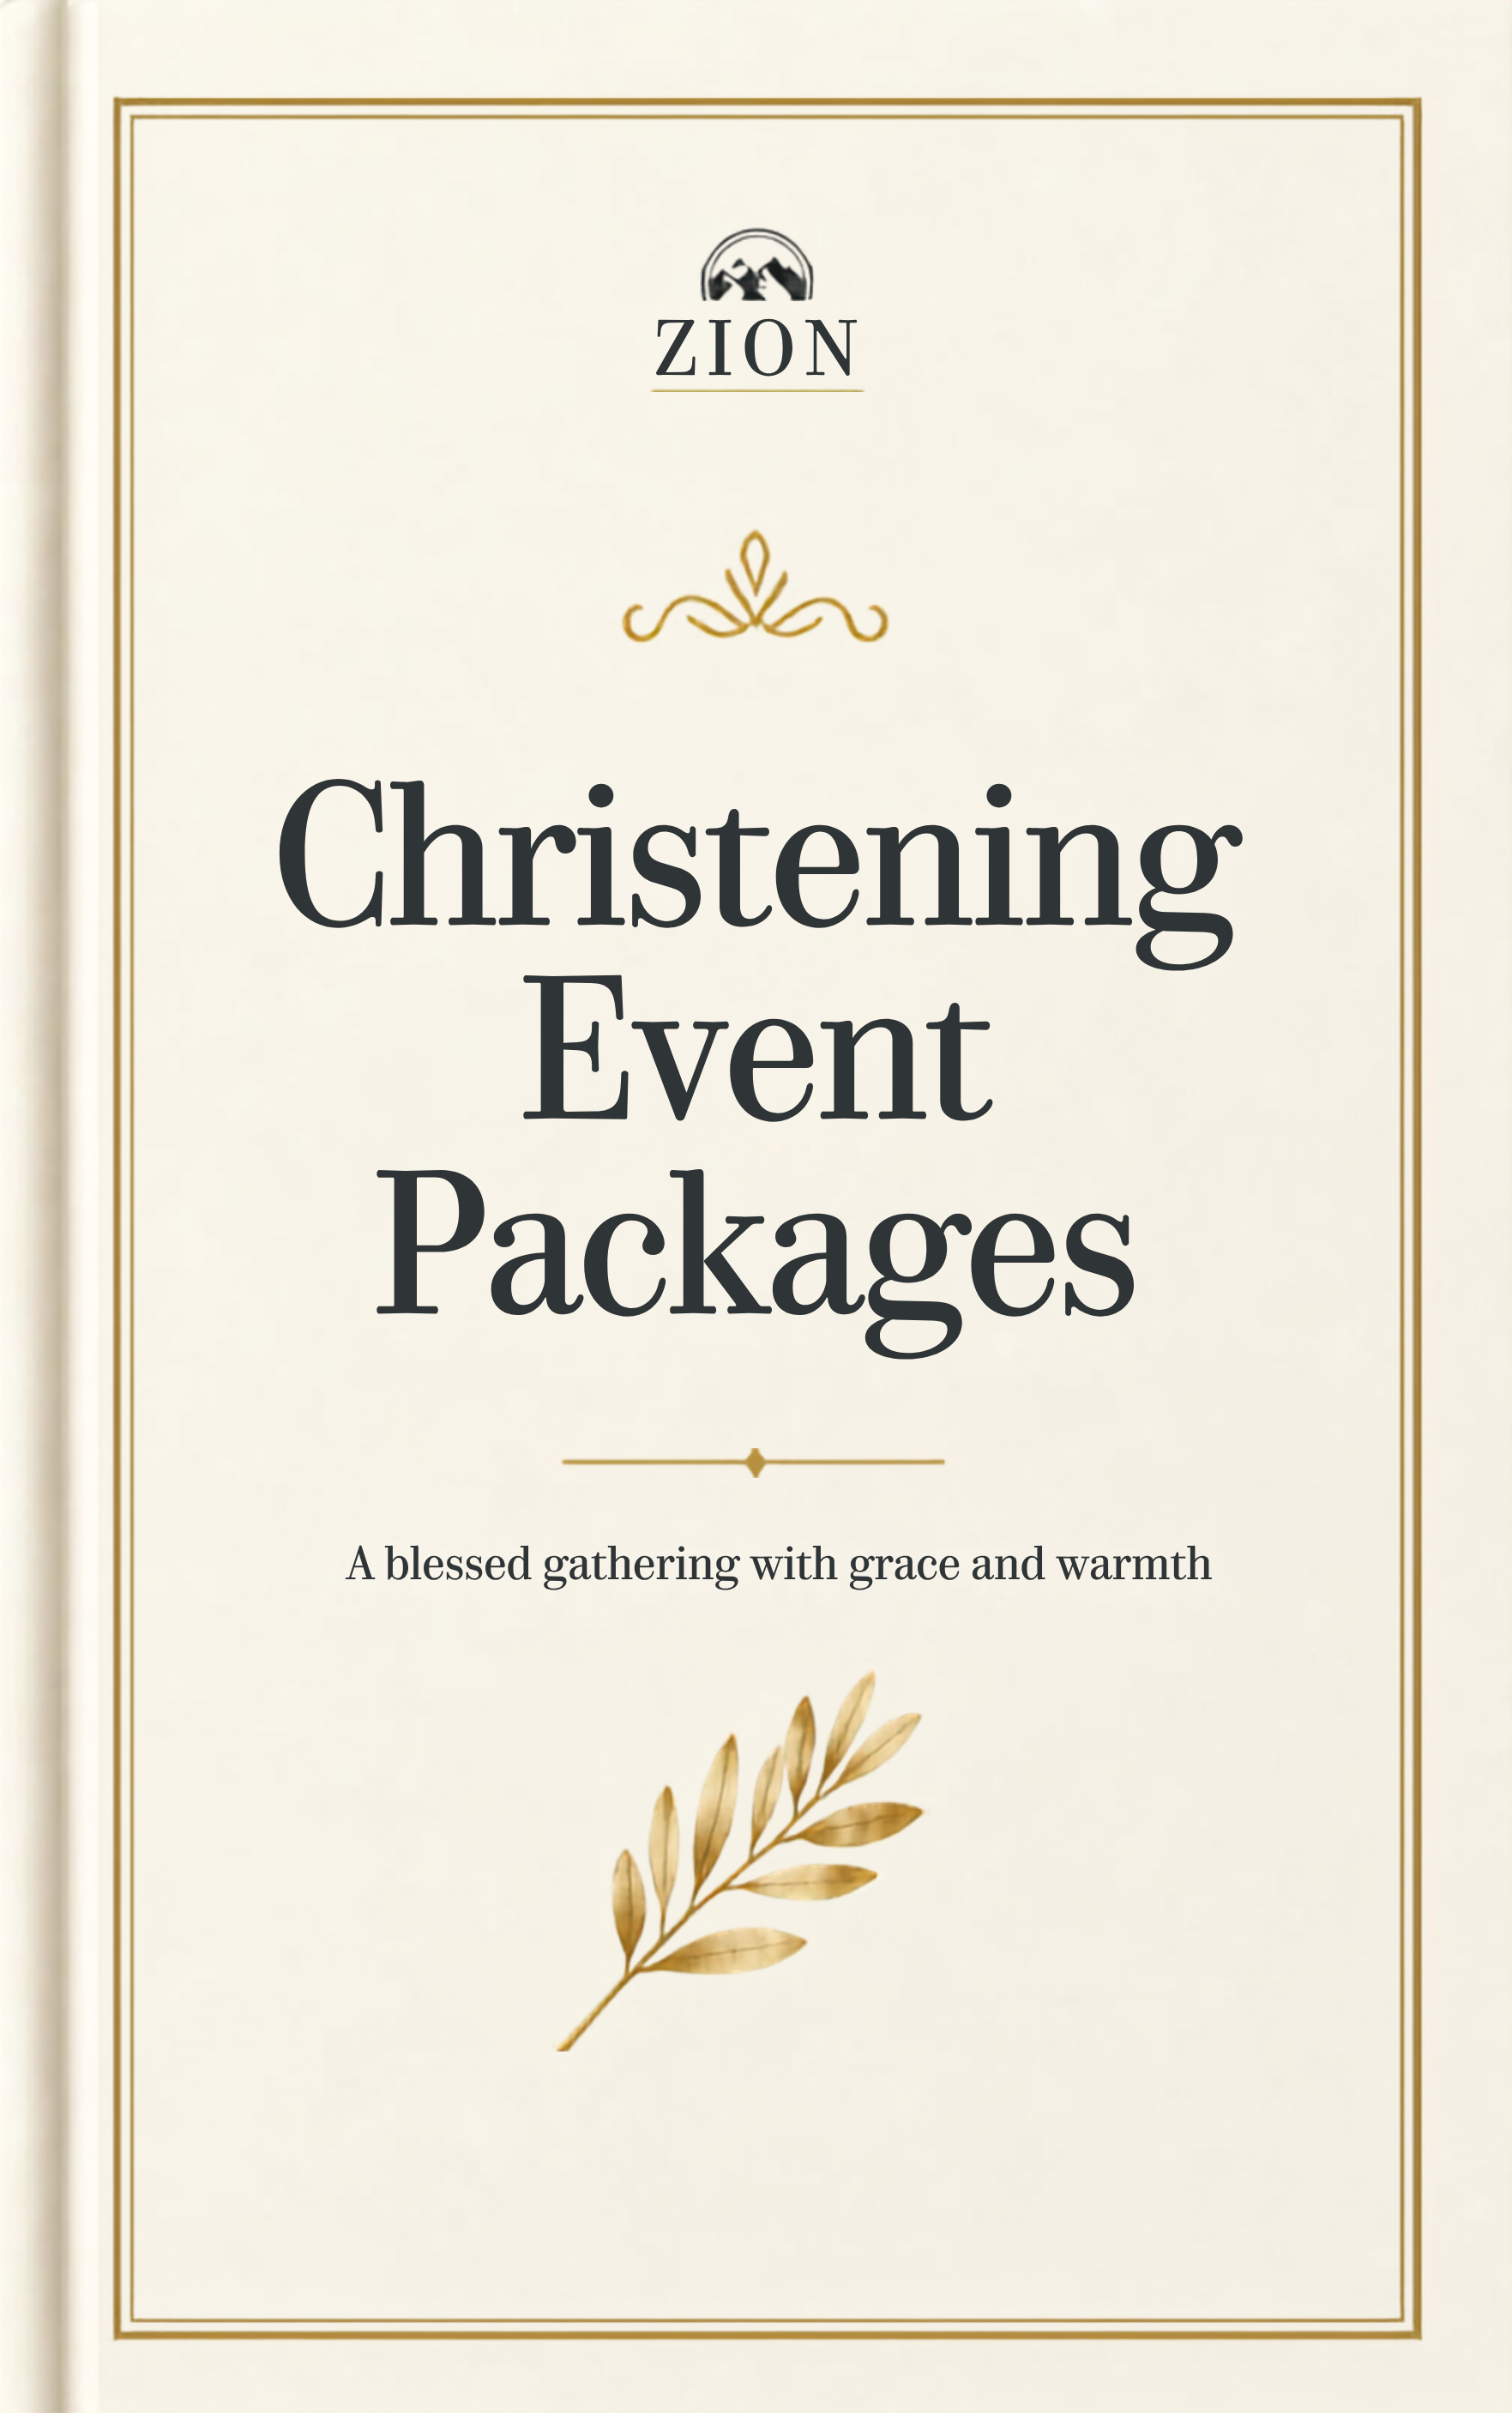 ZION
Christening
Event
Packages
A blessed gathering with grace and warmth